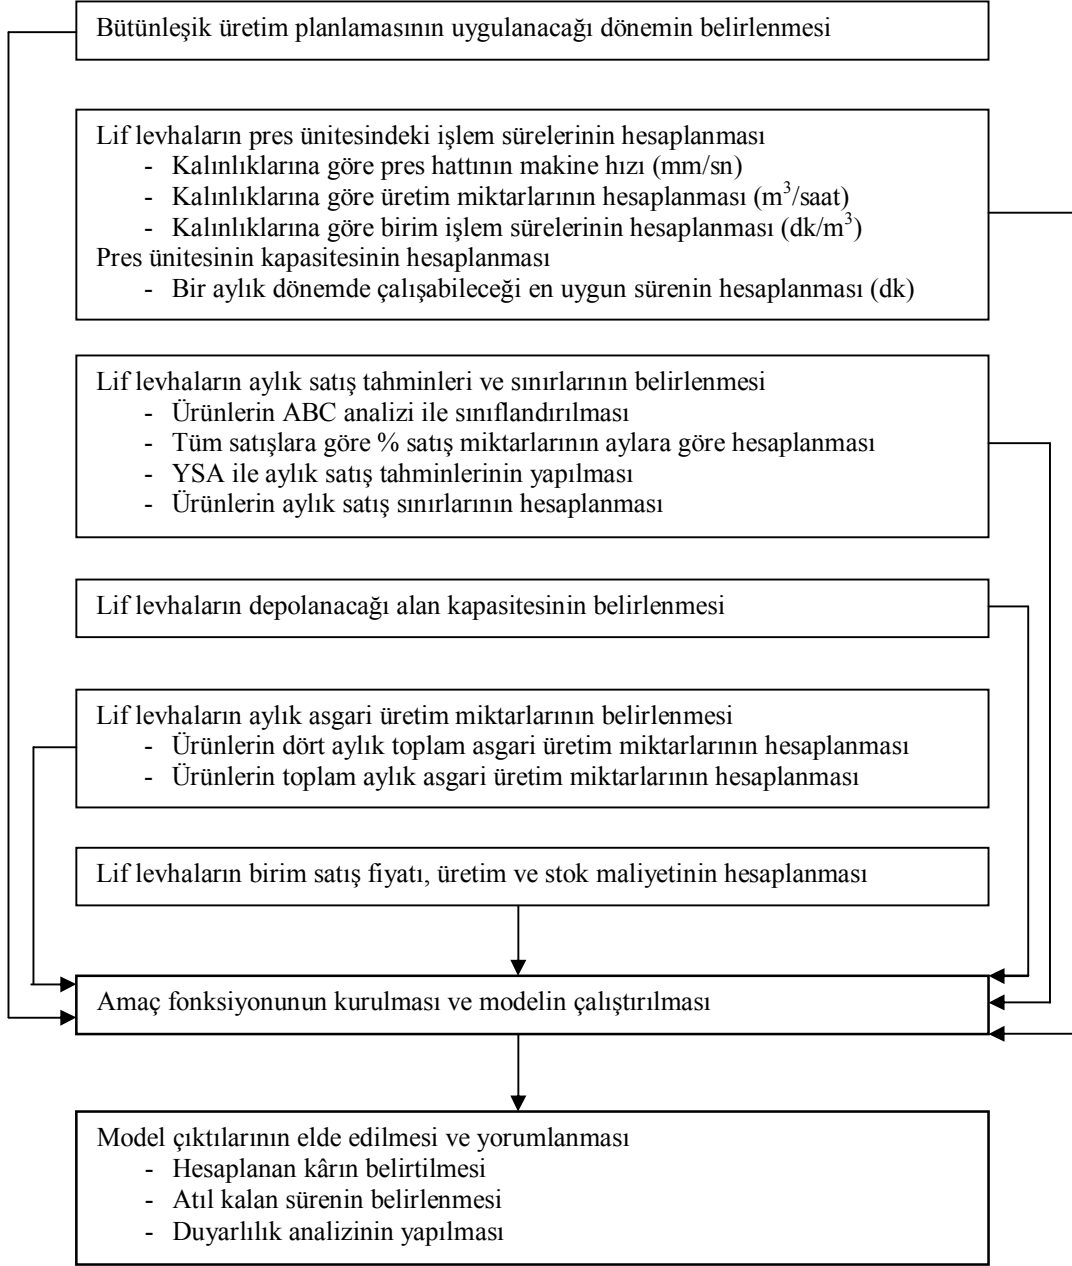 Bütünleşik üretim planlamasının uygulanacağı dönemin belirlenmesi
Lif levhaların pres ünitesindeki işlem sürelerinin hesaplanması
- Kalınlıklarına göre pres hattının makine hızı (mm/sn)
- Kalınlıklarına göre üretim miktarlarının hesaplanması (m³/saat)
- Kalınlıklarına göre birim işlem sürelerinin hesaplanması (dk/m³)
Pres ünitesinin kapasitesinin hesaplanması
- Bir aylık dönemde çalışabileceği en uygun sürenin hesaplanması (dk)
Lif levhaların aylık satış tahminleri ve sınırlarının belirlenmesi
- Ürünlerin ABC analizi ile sınıflandırılması
- Tüm satışlara göre % satış miktarlarının aylara göre hesaplanması
- YSA ile aylık satış tahminlerinin yapılması
- Ürünlerin aylık satış sınırlarının hesaplanması
Lif levhaların depolanacağı alan kapasitesinin belirlenmesi
Lif levhaların aylık asgari üretim miktarlarının belirlenmesi
- Ürünlerin dört aylık toplam asgari üretim miktarlarının hesaplanması
- Ürünlerin toplam aylık asgari üretim miktarlarının hesaplanması
Lif levhaların birim satış fiyatı, üretim ve stok maliyetinin hesaplanması
Amaç fonksiyonunun kurulması ve modelin çalıştırılması
Model çıktılarının elde edilmesi ve yorumlanması
- Hesaplanan kârın belirtilmesi
- Atıl kalan sürenin belirlenmesi
- Duyarlılık analizinin yapılması